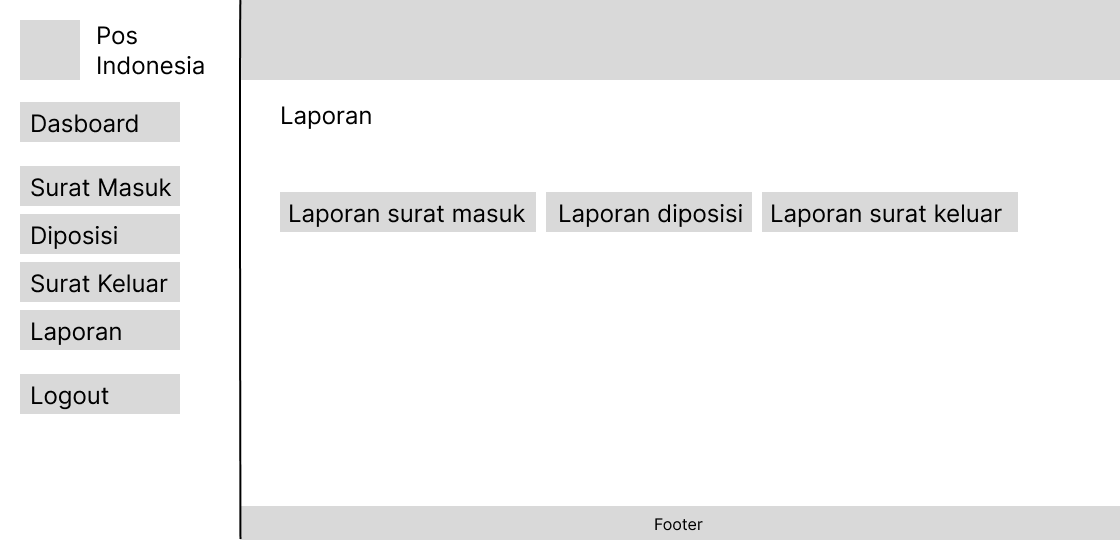 Pos
Indonesia
Dasboard
Surat Masuk
Diposisi
Surat Keluar
Laporan
Logout
Laporan
Laporan surat masuk
Laporan diposisi
Laporan surat keluar
Footer